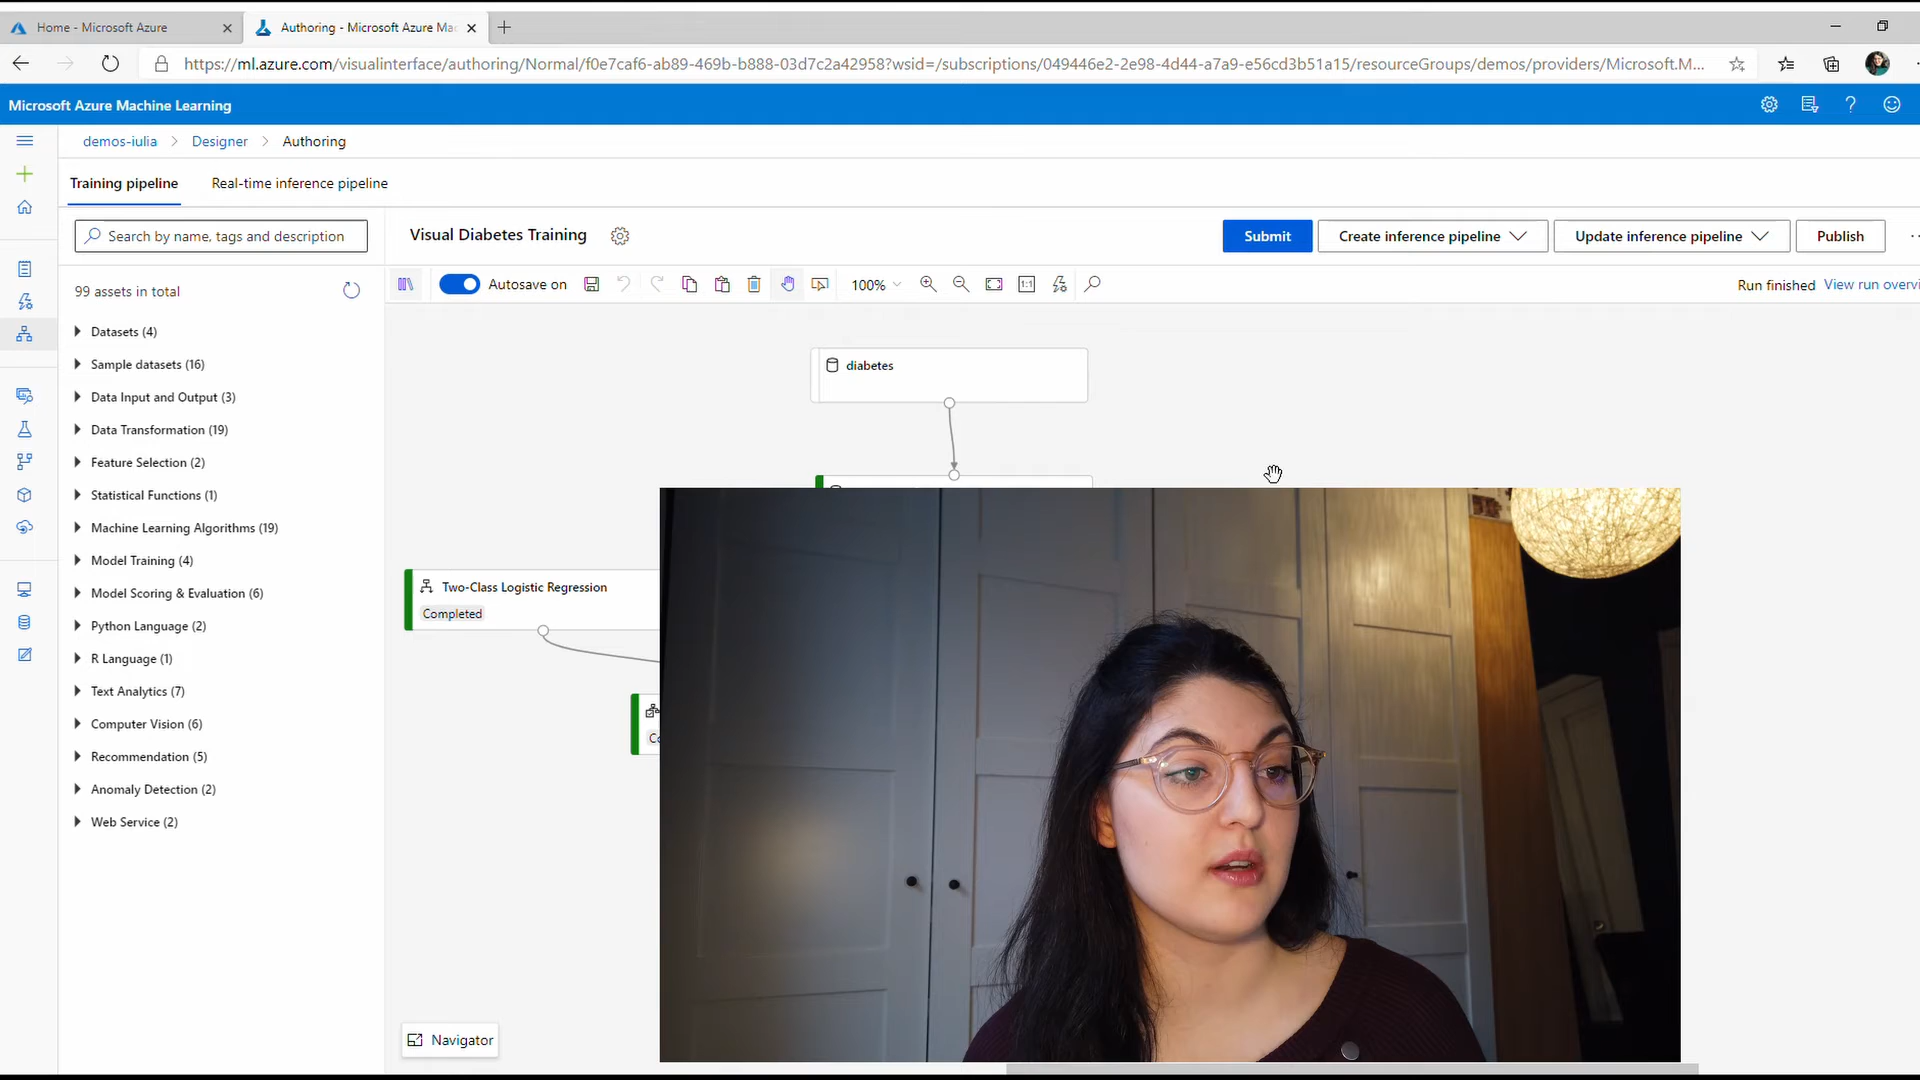 Home - Microsoft Azure
Authoring - Microsoft Azure Ma
https://ml.azure.com/visualinterface/authoring/Normal/f0e7caf6-ab89-469b-b888-03d7c2a42958?wsid=/subscriptions/049446e2-2e98-4d44-a7a9-e56cd3b51a15/resourceGroups/demos/providers/Microsoft.M...
Microsoft Azure Machine Learning
demos-iulia > Designer > Authoring
Training pipeline
Real-time inference pipeline
Search by name, tags and description
Visual Diabetes Training
Submit
Create inference pipeline
Update inference pipeline
Publish
99 assets in total
Autosave on
100%
1:1
Run finished
View run overvi
Datasets (4)
Sample datasets (16)
Data Input and Output (3)
Data Transformation (19)
Feature Selection (2)
Statistical Functions (1)
Machine Learning Algorithms (19)
Model Training (4)
Model Scoring & Evaluation (6)
Python Language (2)
R Language (1)
Text Analytics (7)
Computer Vision (6)
Recommendation (5)
Anomaly Detection (2)
Web Service (2)
diabetes
Two-Class Logistic Regression
Completed
Navigator